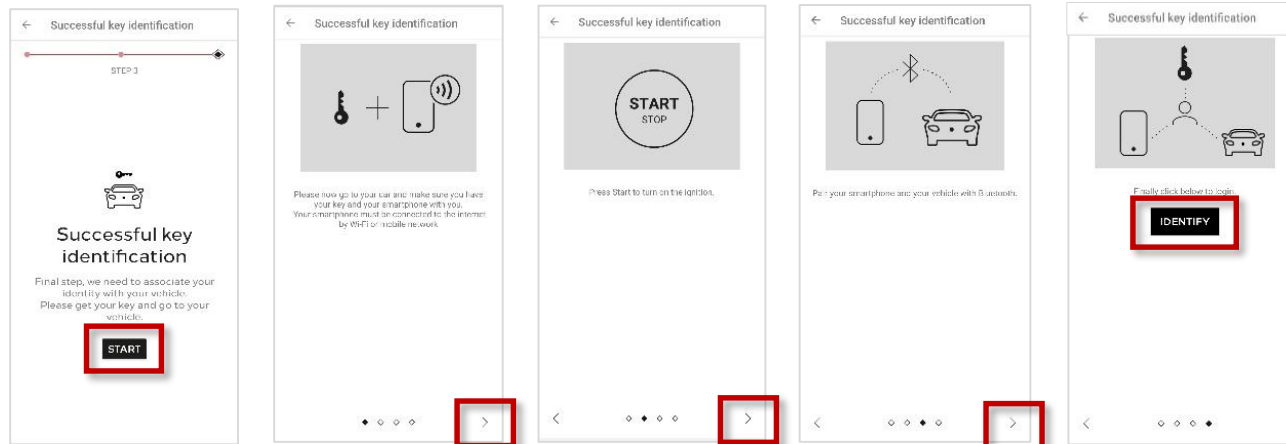 Successful key identification
STEP 3
Successful key
identification
Final step, we need to associate your
identity with your vehicle.
Please get your key and go to your
vehicle.
START
Successful key identification
Please now go to your car and make sure you have
your key and your smartphone with you.
Your smartphone must be connected to the internet
by Wi-Fi or mobile network
Successful key identification
START
STOP
Press Start to turn on the ignition.
Successful key identification
Pair your smartphone and your vehicle with Bluetooth.
Successful key identification
Finally click below to login.
IDENTIFY